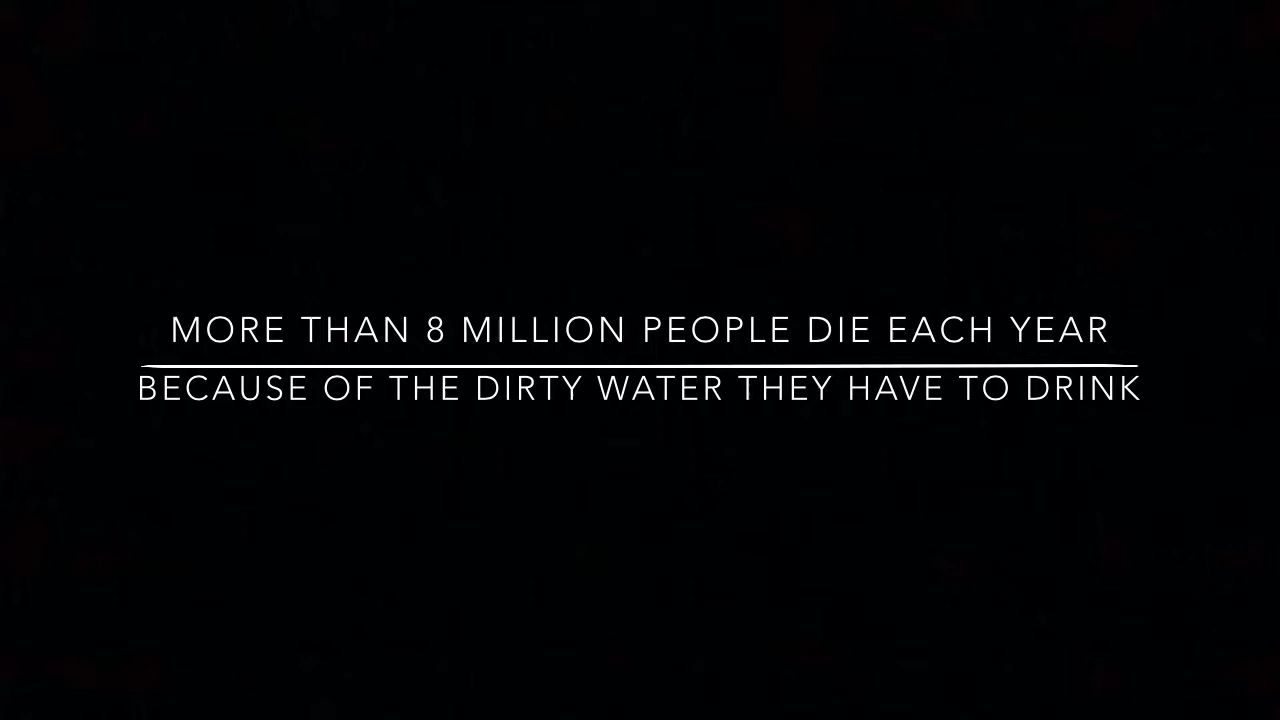 MORE THAN 8 MILLION PEOPLE DIE EACH YEAR
BECAUSE OF THE DIRTY WATER THEY HAVE TO DRINK